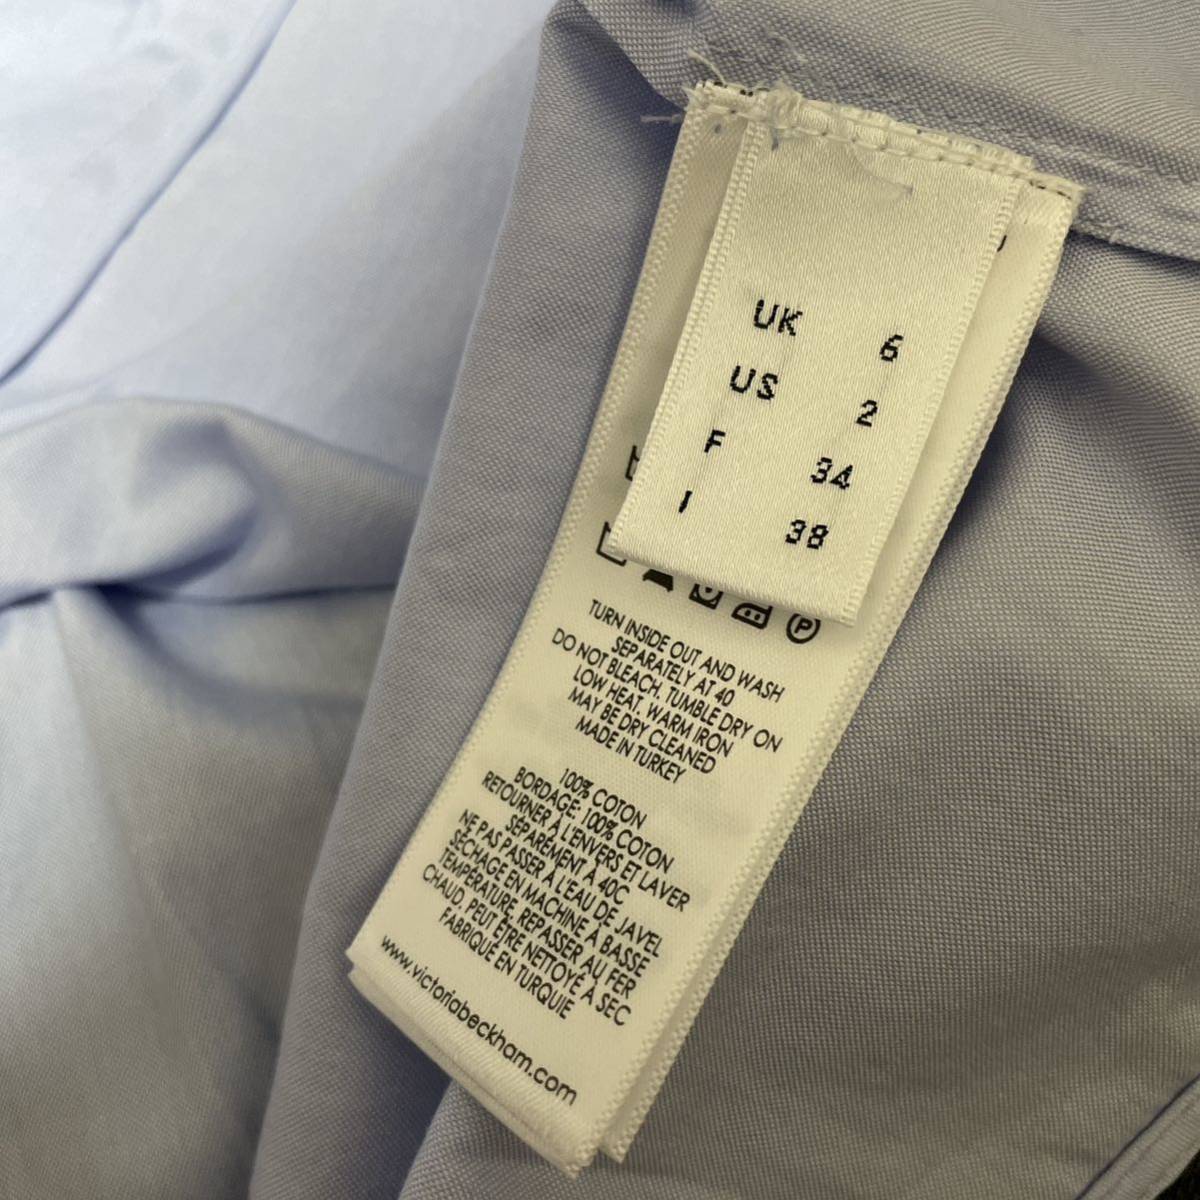 UK 6
US 2
F 34
I 38
P
TURN INSIDE OUT AND WASH
SEPARATELY AT 40
DO NOT BLEACH. TUMBLE DRY ON
LOW HEAT. WARM IRON
MAY BE DRY CLEANED
MADE IN TURKEY
100% COTON
BORDAGE: 100% COTON
RETOURNER À L'ENVERS ET LAVER
SÉPARÉMENT À 40C
NE PAS PASSER À L'EAU DE JAVEL
SÉCHAGE EN MACHINE À BASSE
TEMPÉRATURE, REPASSER AU FER
CHAUD, PEUT ÊTRE NETTOYÉ À SEC
FABRIQUÉ EN TURQUIE
www.victoriabeckham.com